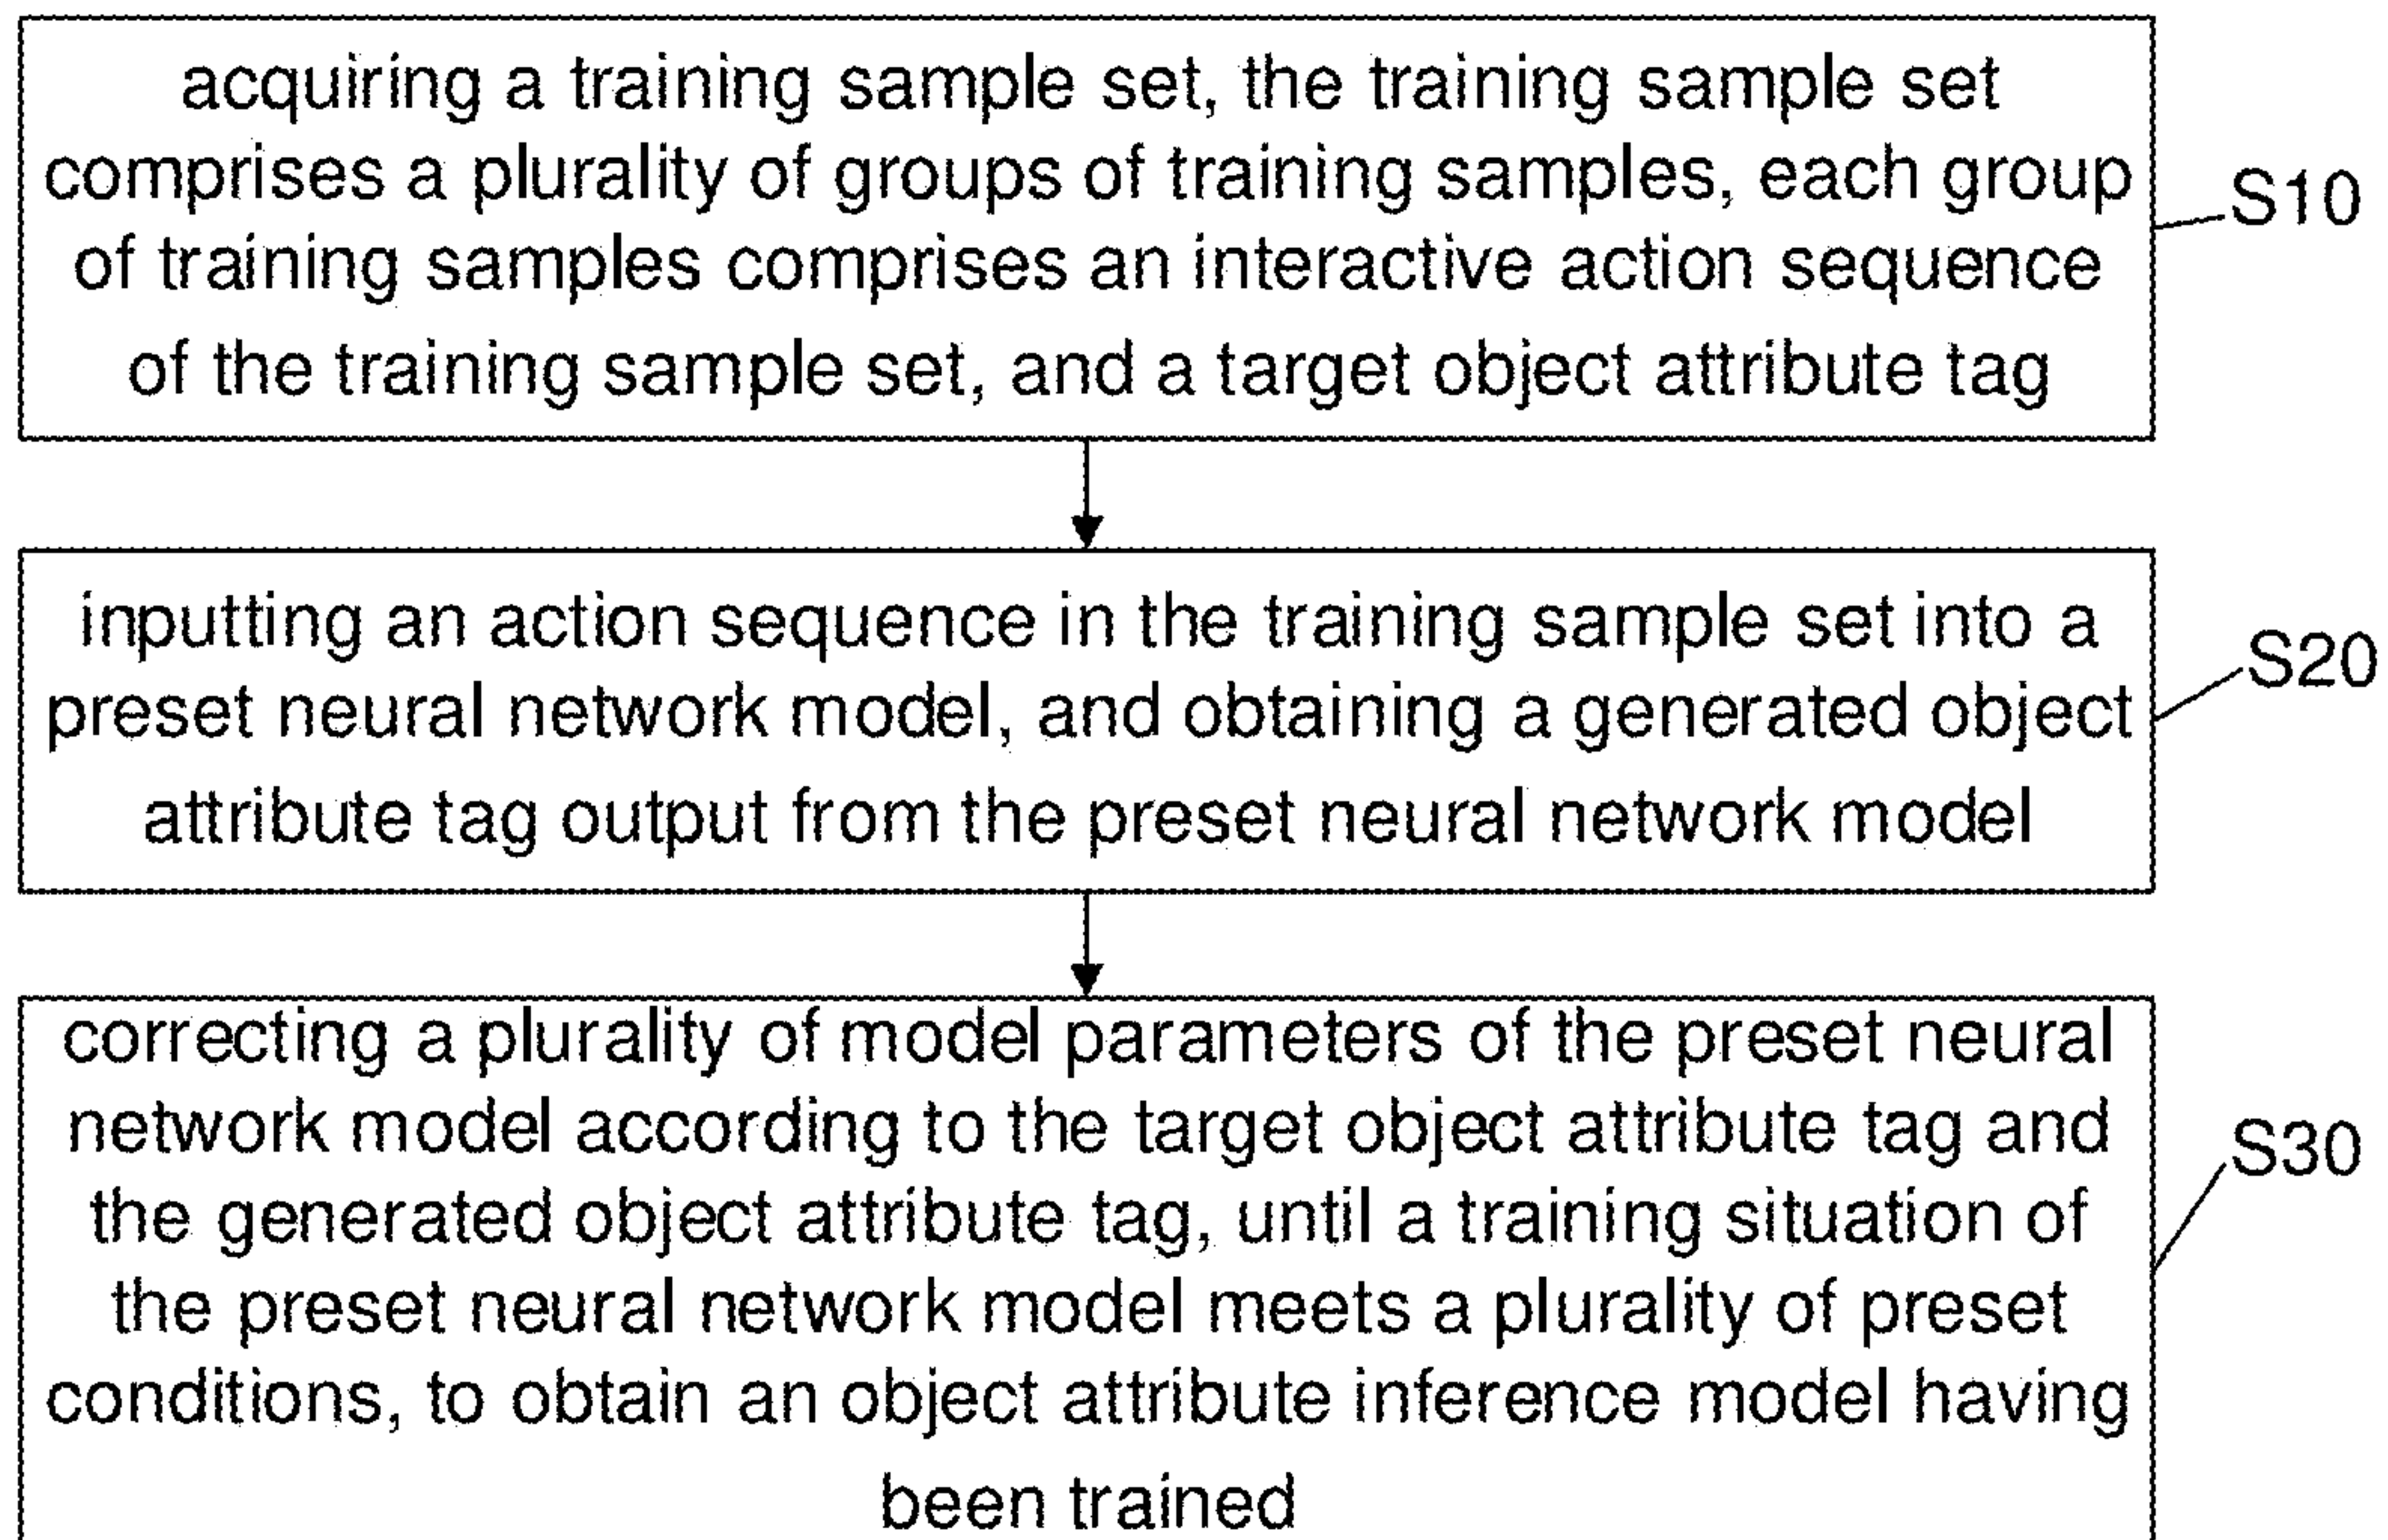 acquiring a training sample set, the training sample set
comprises a plurality of groups of training samples, each group
of training samples comprises an interactive action sequence
of the training sample set, and a target object attribute tag
S10
inputting an action sequence in the training sample set into a
preset neural network model, and obtaining a generated object
attribute tag output from the preset neural network model
S20
correcting a plurality of model parameters of the preset neural
network model according to the target object attribute tag and
the generated object attribute tag, until a training situation of
the preset neural network model meets a plurality of preset
conditions, to obtain an object attribute inference model having
been trained
S30